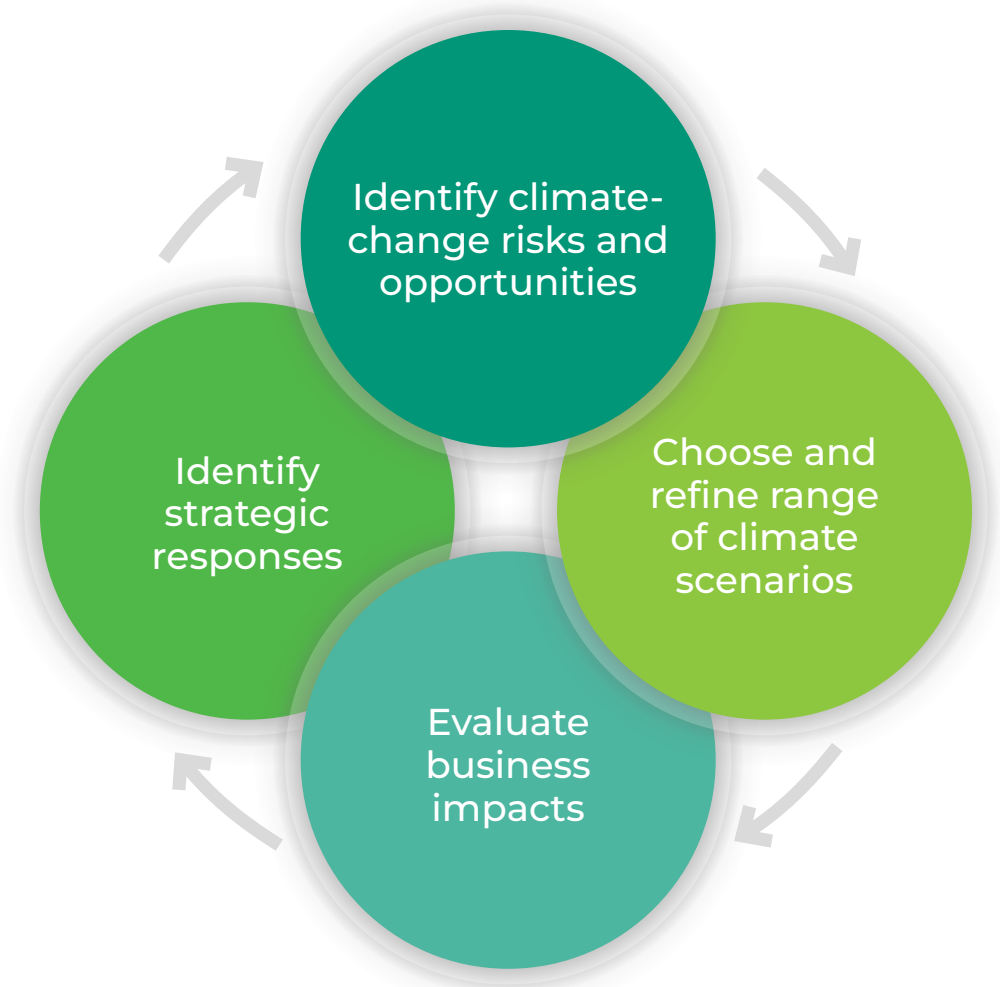 Identify climate-
change risks and
opportunities
Choose and
refine range
of climate
scenarios
Evaluate
business
impacts
Identify
strategic
responses